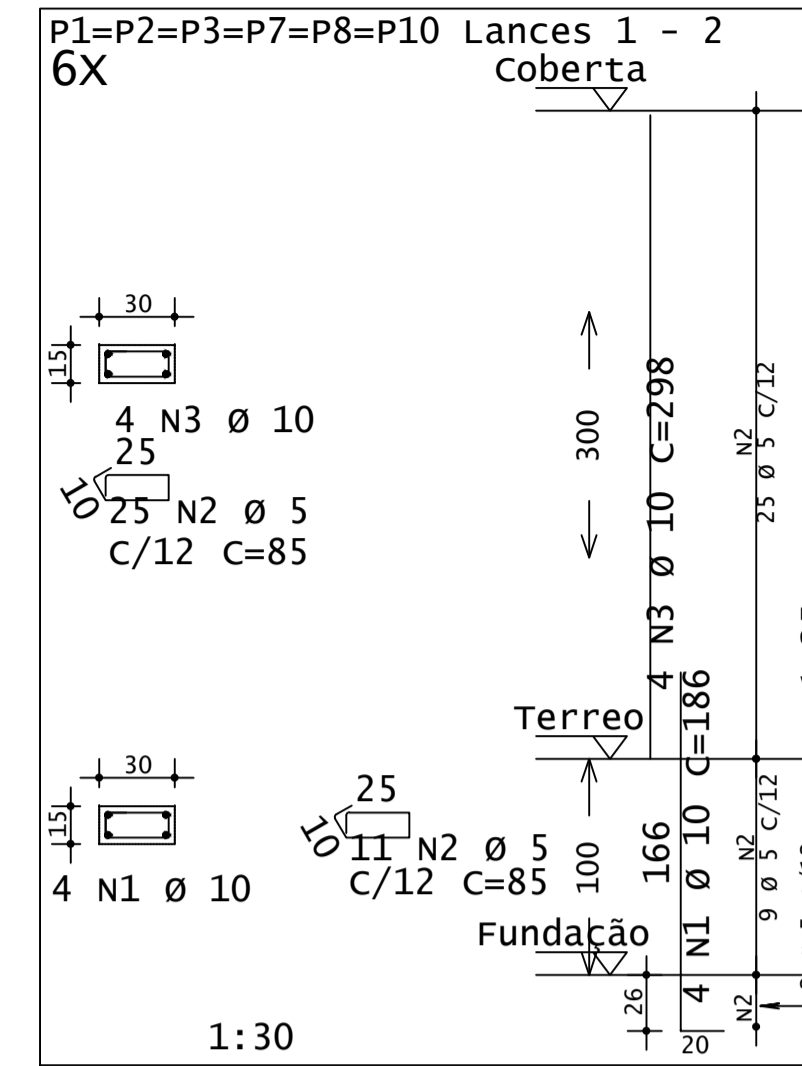 P1=P2=P3=P7=P8=P10 Lances 1 - 2
6X
Coberta
30
15
4 N3 Ø 10
25
10
25 N2 Ø 5
C/12 C=85
300
4 N3 Ø 10 C=298
N2
25 Ø 5 C/12
Terreo
30
15
4 N1 Ø 10
25
10
11 N2 Ø 5
C/12 C=85
100
166
4 N1 Ø 10 C=186
N2
9 Ø 5 C/12
Fundação
26
20
N2
1:30